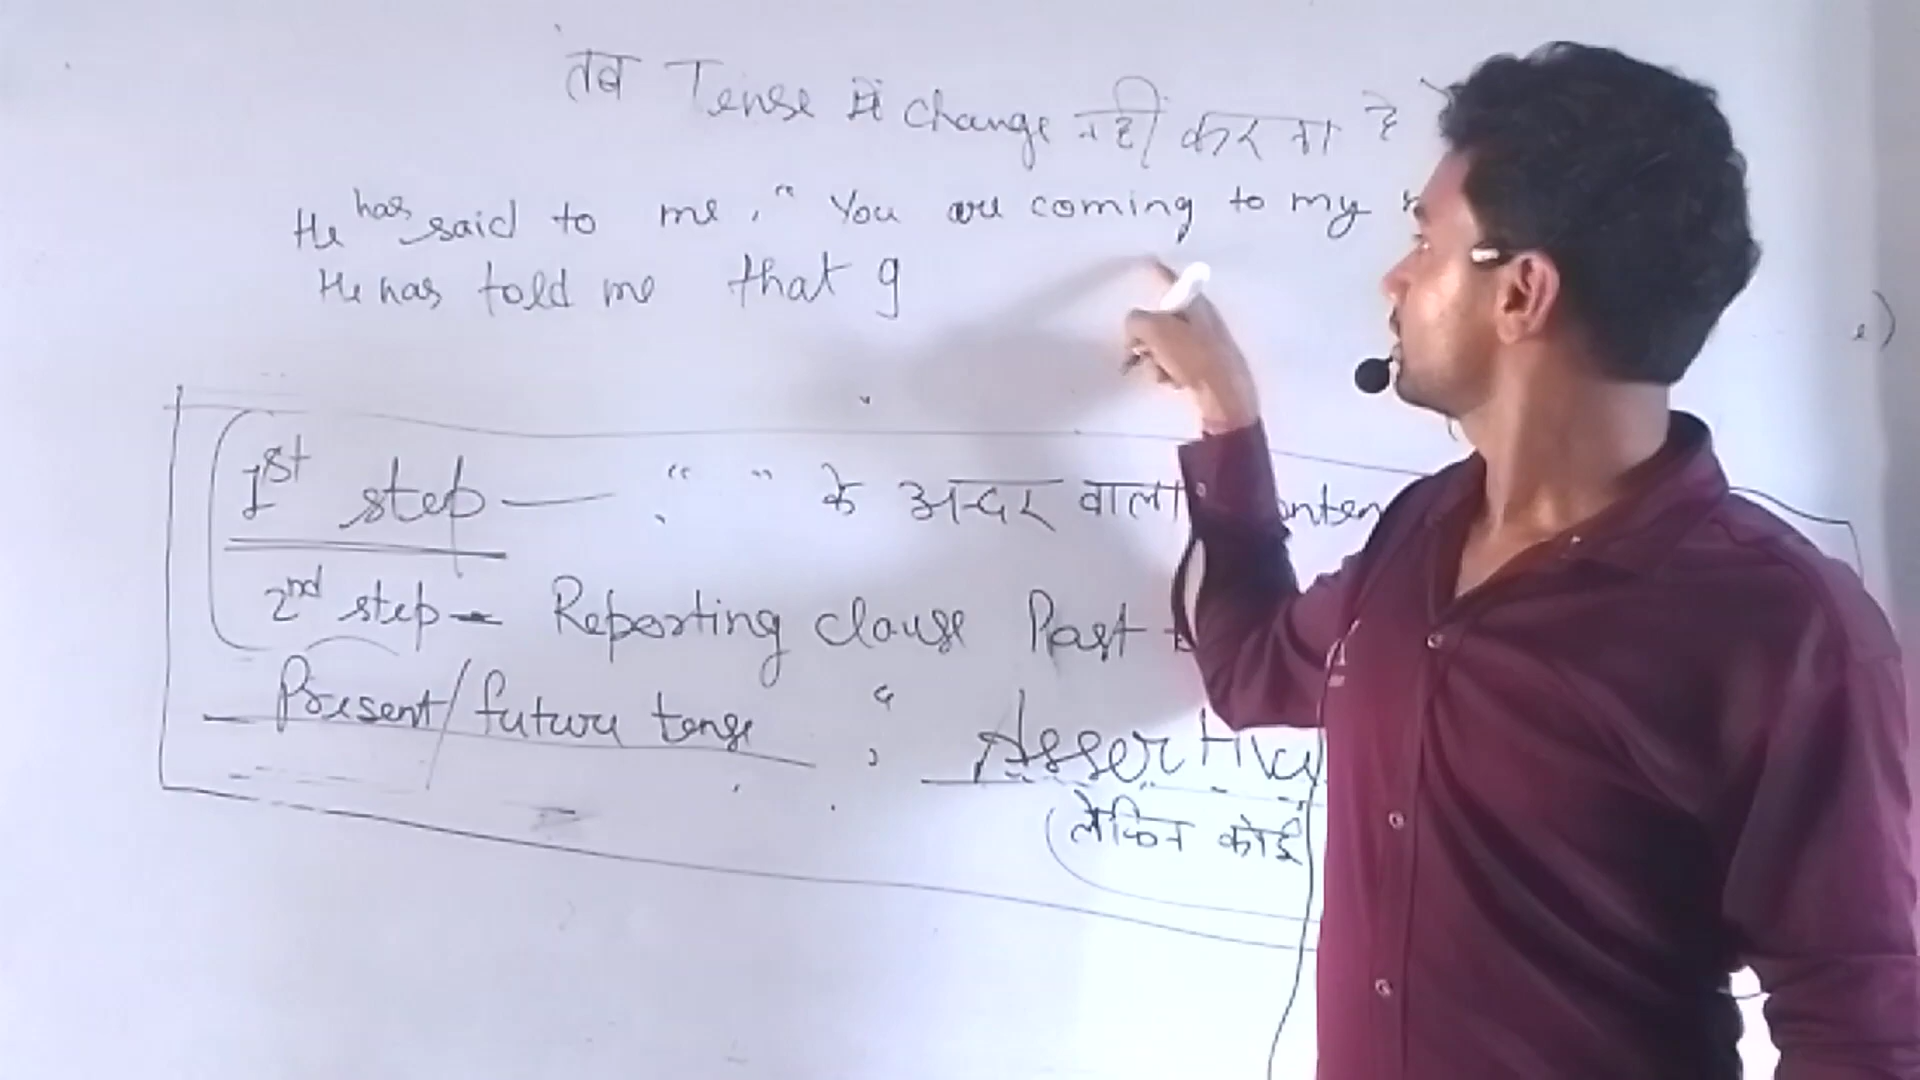 तब Tense में change नही करना है
He has said to me, " You are coming to my
He has told me that g
1st step — " " के अन्दर वाला
2nd step - Reporting clause Past
Present/future tense , Assertive
(लेकिन कोई